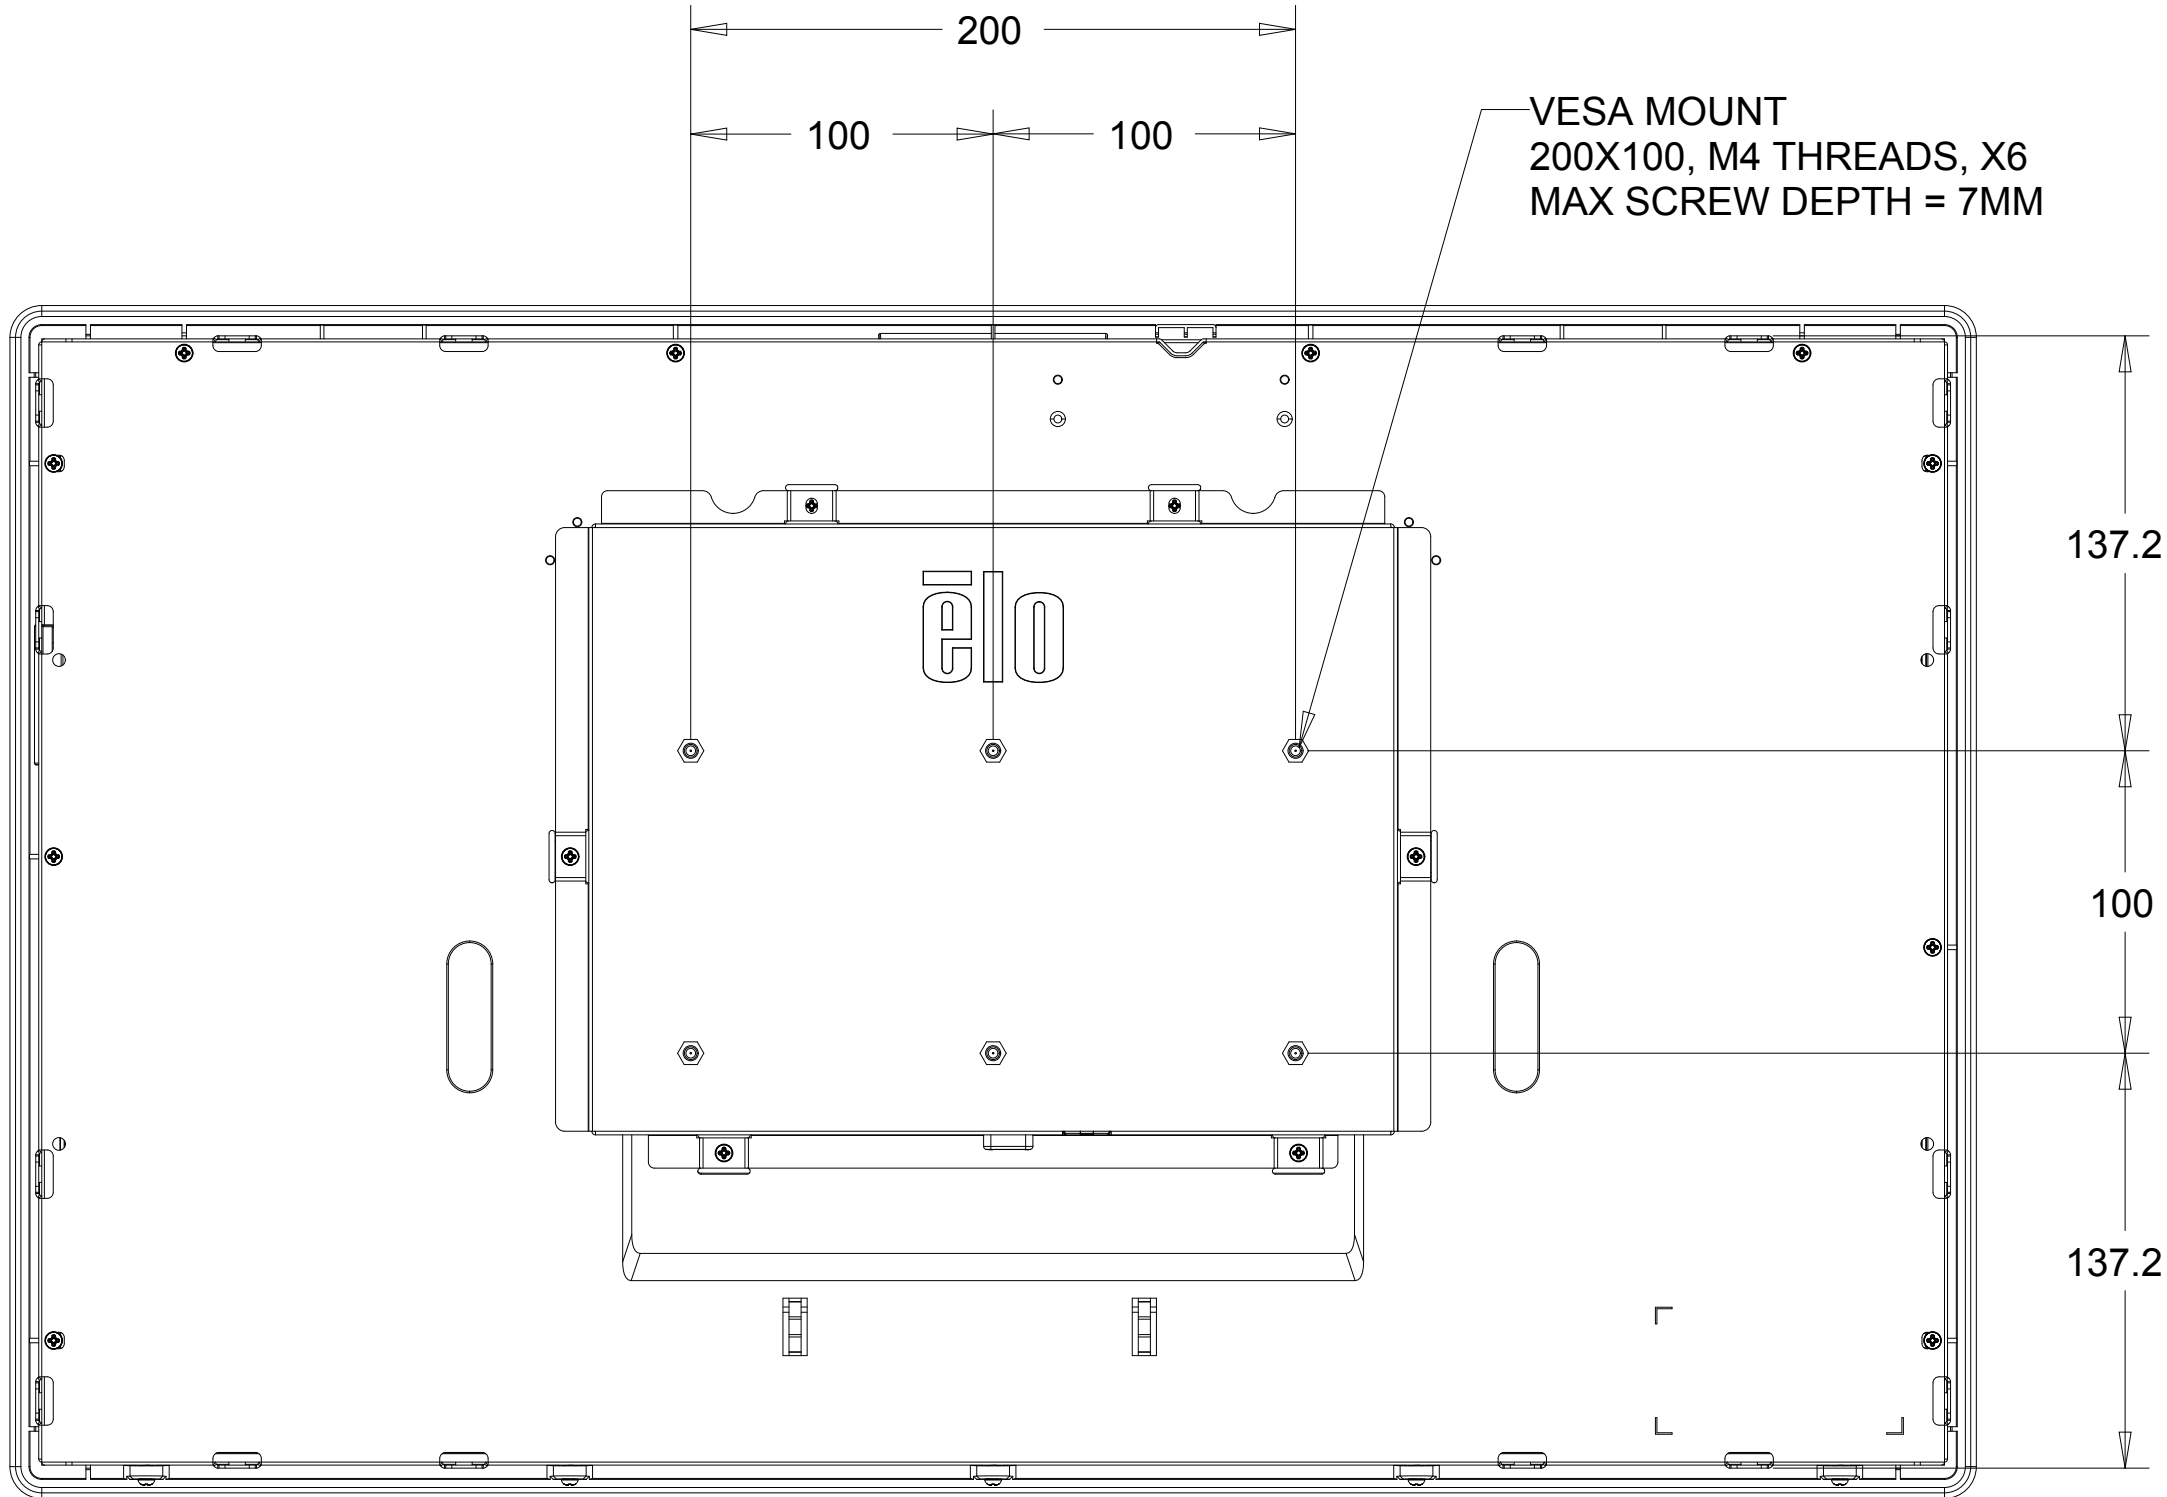 200
100
100
VESA MOUNT
200X100, M4 THREADS, X6
MAX SCREW DEPTH = 7MM
137.2
ēlo
100
137.2